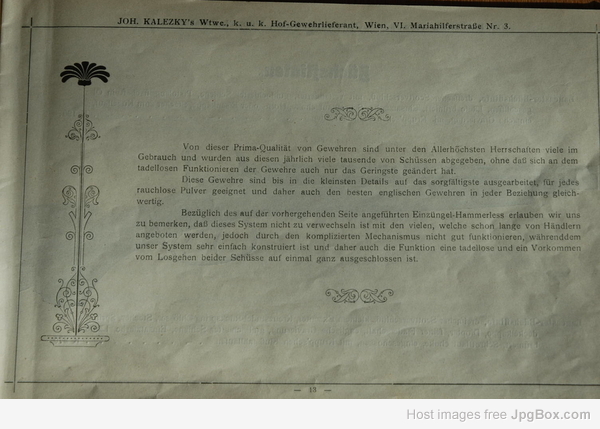 JOH. KALEZKY's Wtwe., k. u. k. Hof-Gewehrlieferant, Wien, VI. Mariahilferstraße Nr. 3.
Von dieser Prima-Qualität von Gewehren sind unter den Allerhöchsten Herrschaften viele im
Gebrauch und wurden aus diesen jährlich viele tausende von Schüssen abgegeben, ohne daß sich an dem
tadellosen Funktionieren der Gewehre auch nur das Geringste geändert hat.
Diese Gewehre sind bis in die kleinsten Details auf das sorgfältigste ausgearbeitet, für jedes
rauchlose Pulver geeignet und daher auch den besten englischen Gewehren in jeder Beziehung gleich-
wertig.
Bezüglich des auf der vorhergehenden Seite angeführten Einzüngel-Hammerless erlauben wir uns
zu bemerken, daß dieses System nicht zu verwechseln ist mit den vielen, welche schon lange von Händlern
angeboten werden, jedoch durch den komplizierten Mechanismus nicht gut funktionieren, währenddem
unser System sehr einfach konstruiert ist und daher auch die Funktion eine tadellose und ein Vorkommen
vom Losgehen beider Schüsse auf einmal ganz ausgeschlossen ist.
— 13 —
Host images free JpgBox.com